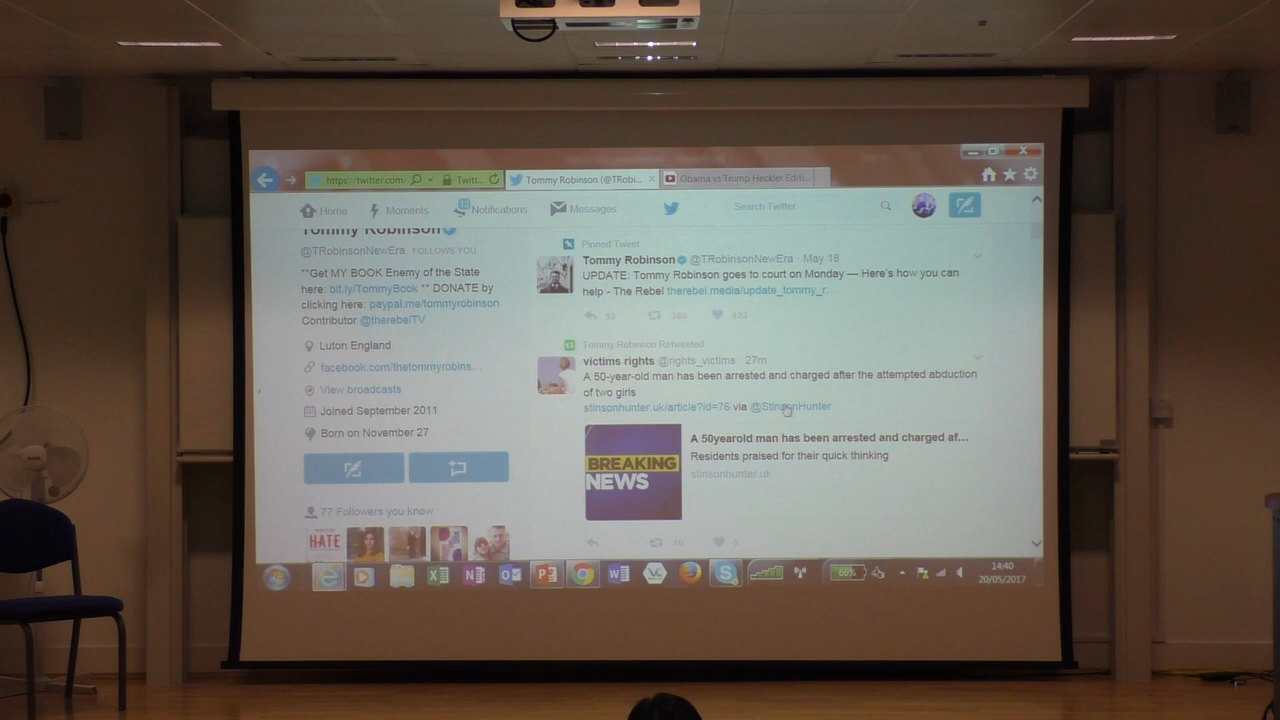 https://twitter.com
Twitt...
Tommy Robinson (@TRobi...
Obama vs Trump Heckler Editi...
Home
Moments
12
Notifications
Messages
Search Twitter
Tommy Robinson
@TRobinsonNewEra FOLLOWS YOU
**Get MY BOOK Enemy of the State
here: bit.ly/TommyBook ** DONATE by
clicking here: paypal.me/tommyrobinson
Contributor @therebelTV
Luton England
facebook.com/thetommyrobins...
View broadcasts
Joined September 2011
Born on November 27
77 Followers you know
HATE
Pinned Tweet
Tommy Robinson @TRobinsonNewEra · May 18
UPDATE: Tommy Robinson goes to court on Monday — Here's how you can
help - The Rebel therebel.media/update_tommy_r...
Tommy Robinson Retweeted
victims rights @rights_victims · 27m
A 50-year-old man has been arrested and charged after the attempted abduction
of two girls
stinsonhunter.uk/article?id=76 via @StinsonHunter
BREAKING
NEWS
A 50yearold man has been arrested and charged af...
Residents praised for their quick thinking
stinsonhunter.uk
10
66%
14:40
20/05/2017